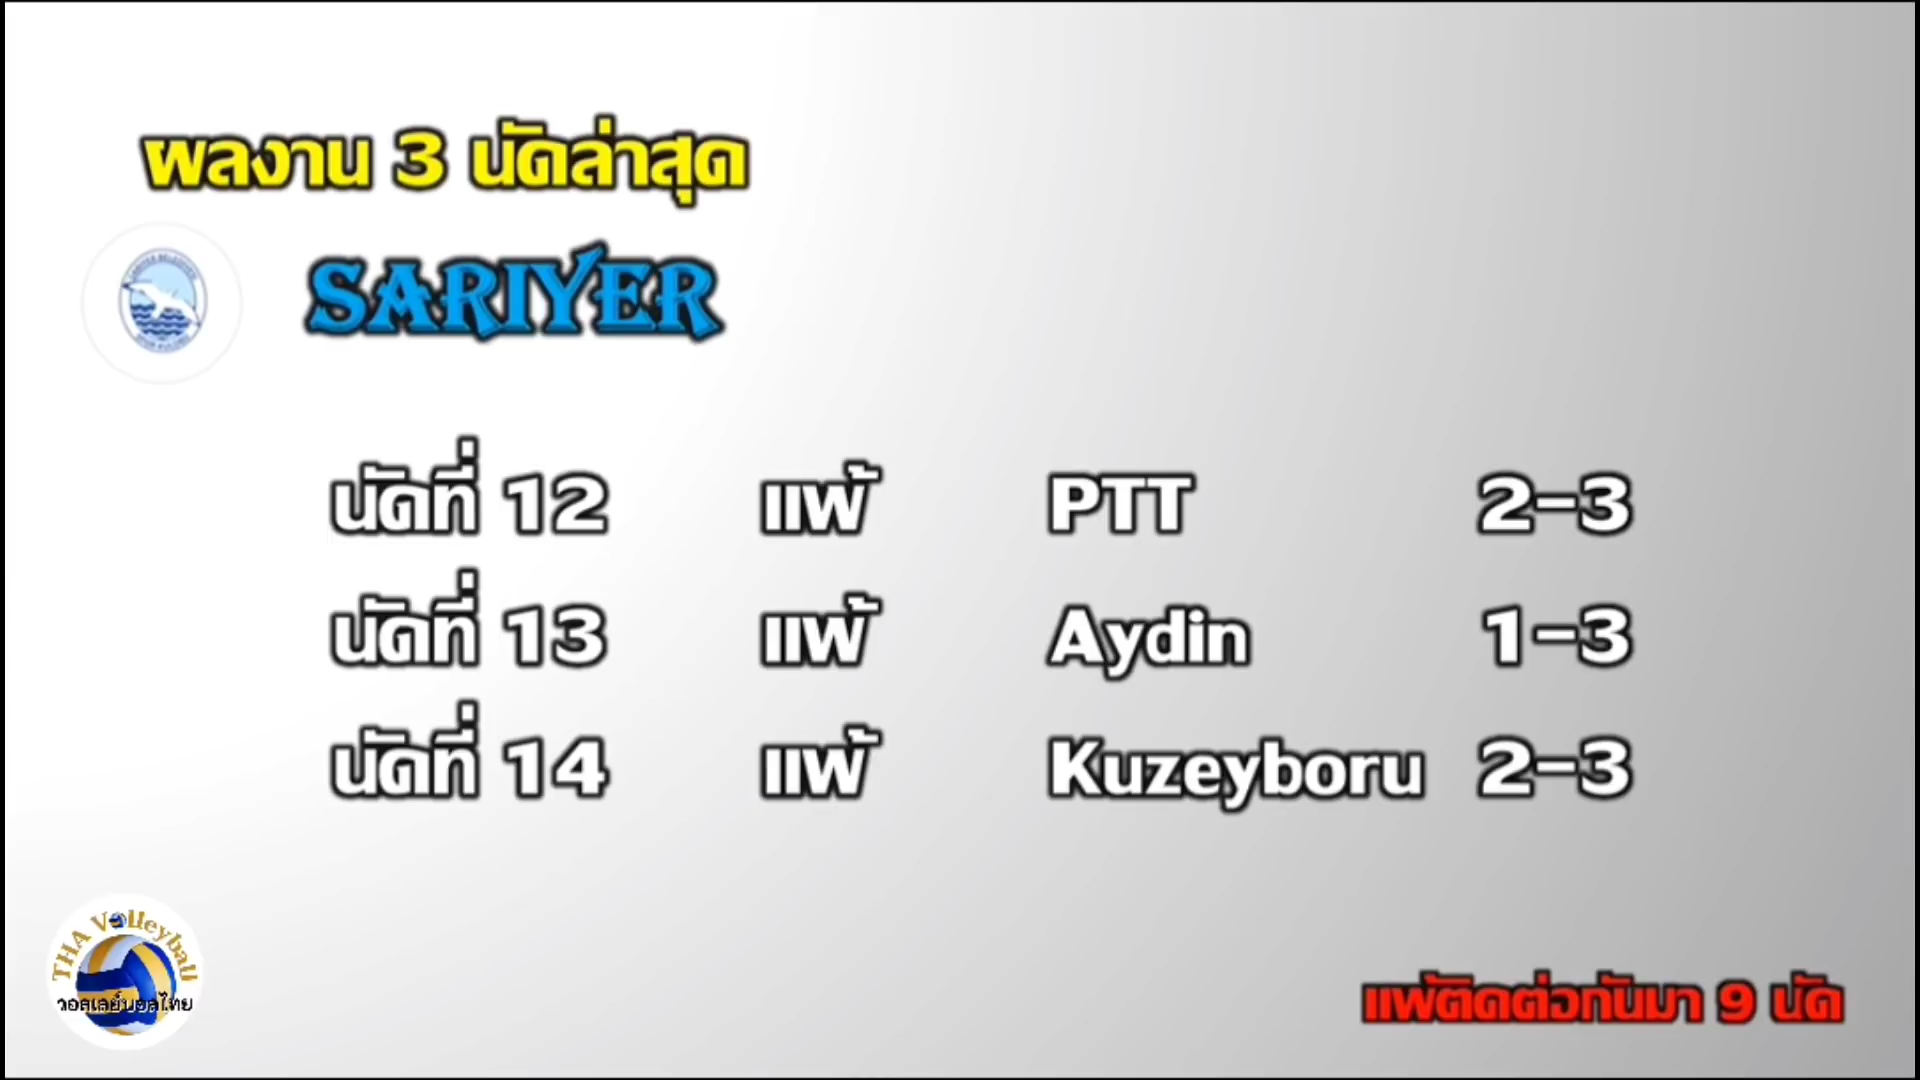 ผลงาน 3 นัดล่าสุด
SARIYER
นัดที่ 12 แพ้ PTT 2-3
นัดที่ 13 แพ้ Aydin 1-3
นัดที่ 14 แพ้ Kuzeyboru 2-3
THA Volleyball
วอลเลย์บอลไทย
แพ้ติดต่อกันมา 9 นัด